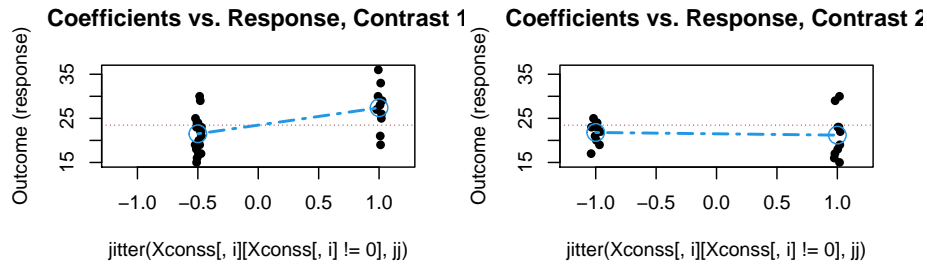 Coefficients vs. Response, Contrast 1
Outcome (response)
35
25
15
−1.0 −0.5 0.0 0.5 1.0
jitter(Xconss[, i][Xconss[, i] != 0], jj)
Coefficients vs. Response, Contrast 2
Outcome (response)
35
25
15
−1.0 −0.5 0.0 0.5 1.0
jitter(Xconss[, i][Xconss[, i] != 0], jj)